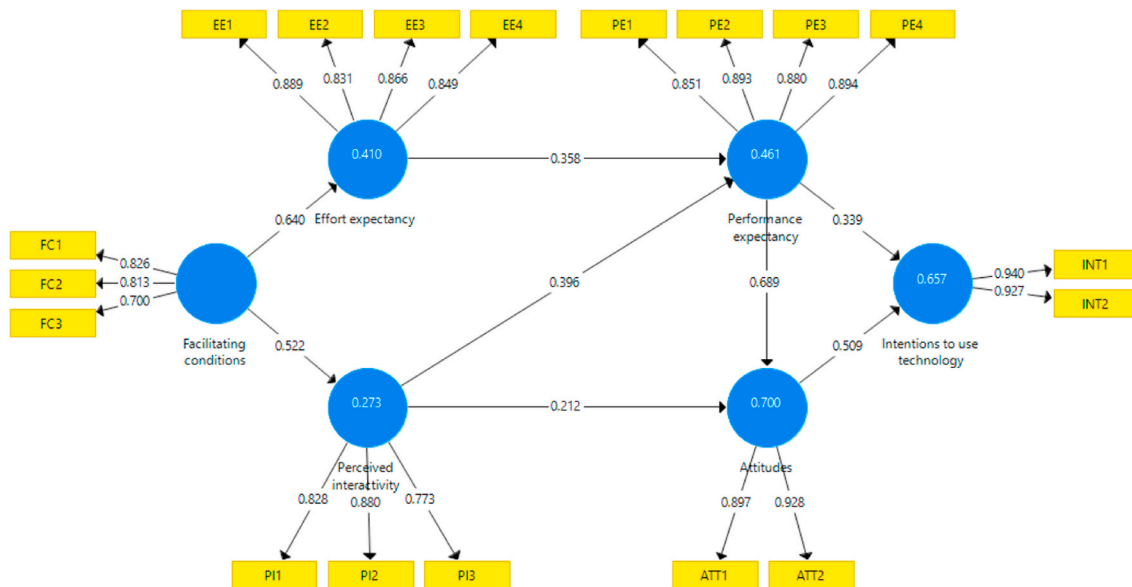 EE1
EE2
EE3
EE4
PE1
PE2
PE3
PE4
0.889
0.831
0.866
0.849
0.851
0.893
0.880
0.894
0.410
0.358
0.461
Effort expectancy
Performance
expectancy
0.640
0.339
FC1
FC2
FC3
0.826
0.813
0.700
Facilitating
conditions
0.396
0.689
0.657
Intentions to use
technology
0.940
0.927
INT1
INT2
0.522
0.509
0.273
0.212
0.700
Perceived
interactivity
Attitudes
0.828
0.880
0.773
0.897
0.928
PI1
PI2
PI3
ATT1
ATT2